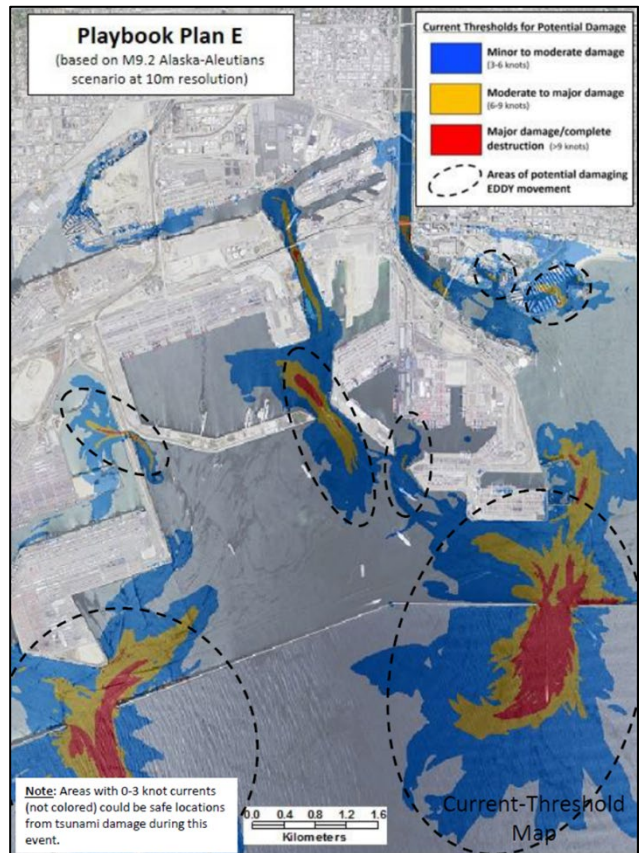 Playbook Plan E
(based on M9.2 Alaska-Aleutians
scenario at 10m resolution)
Current Thresholds for Potential Damage
Minor to moderate damage
(3-6 knots)
Moderate to major damage
(6-9 knots)
Major damage/complete
destruction (>9 knots)
Areas of potential damaging
EDDY movement
Note: Areas with 0-3 knot currents
(not colored) could be safe locations
from tsunami damage during this
event.
0.0 0.4 0.8 1.2 1.6
Kilometers
Current-Threshold
Map